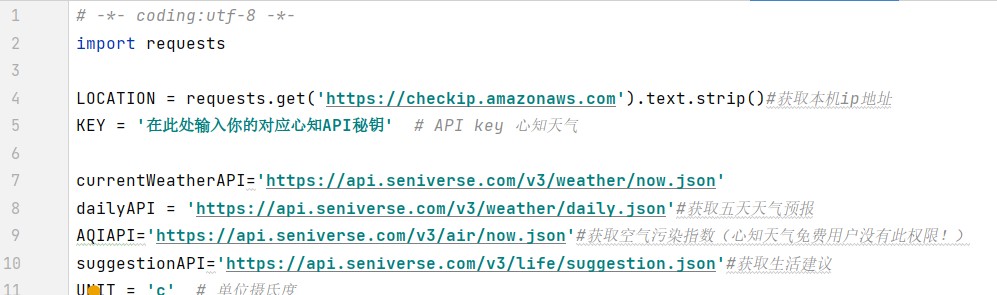 1 # -*- coding:utf-8 -*-
2 import requests
3
4 LOCATION = requests.get('https://checkip.amazonaws.com').text.strip()#获取本机ip地址
5 KEY = '在此处输入你的对应心知API秘钥'  # API key 心知天气
6
7 currentWeatherAPI='https://api.seniverse.com/v3/weather/now.json'
8 dailyAPI = 'https://api.seniverse.com/v3/weather/daily.json'#获取五天天气预报
9 AQIAPI='https://api.seniverse.com/v3/air/now.json'#获取空气污染指数（心知天气免费用户没有此权限！）
10 suggestionAPI='https://api.seniverse.com/v3/life/suggestion.json'#获取生活建议
11 UNIT = 'c'  # 单位摄氏度